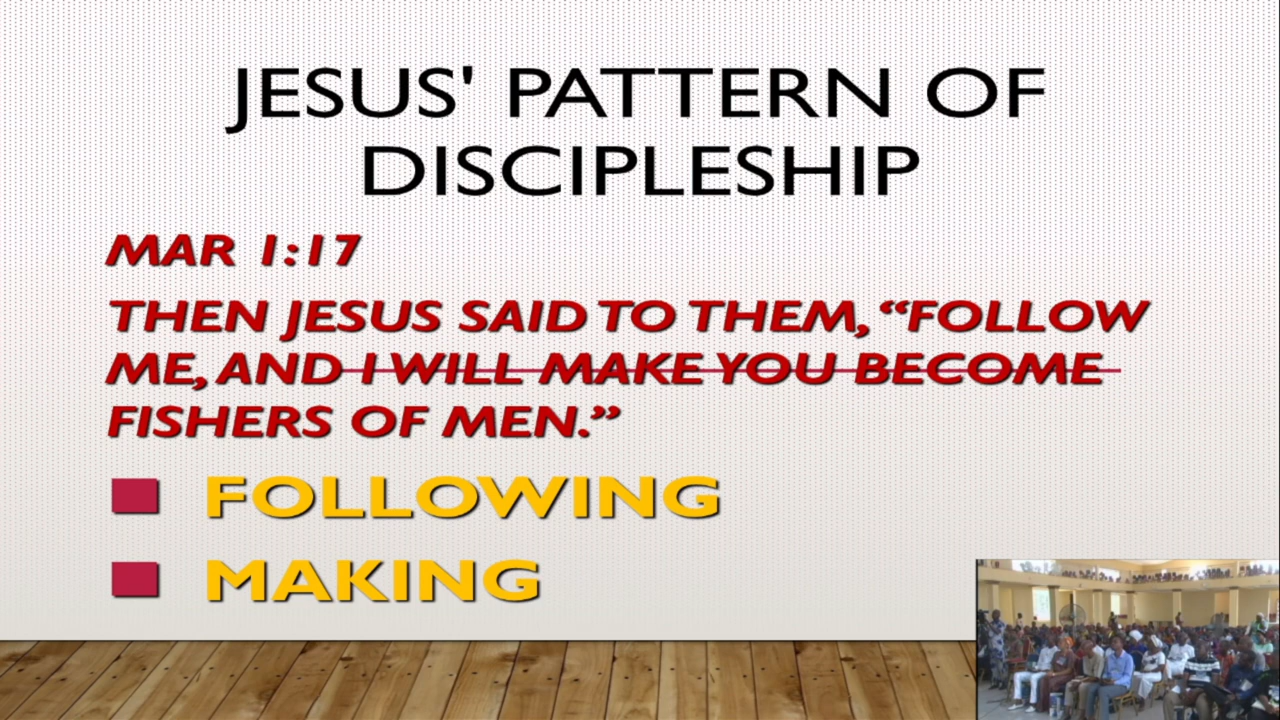 JESUS' PATTERN OF
DISCIPLESHIP
MAR 1:17
THEN JESUS SAID TO THEM, “FOLLOW
ME, AND I WILL MAKE YOU BECOME
FISHERS OF MEN.”
FOLLOWING
MAKING